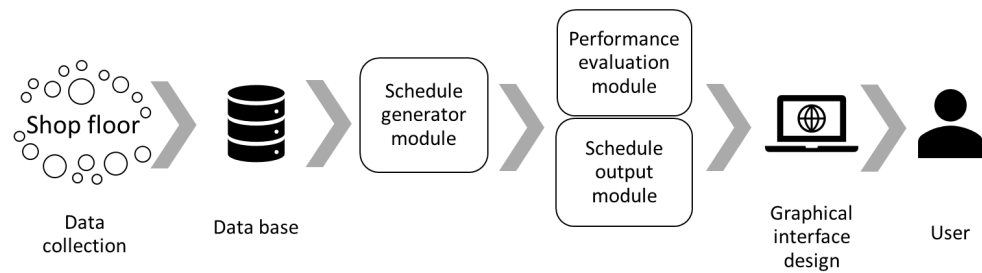 Shop floor
Data
collection
Data base
Schedule
generator
module
Performance
evaluation
module
Schedule
output
module
Graphical
interface
design
User